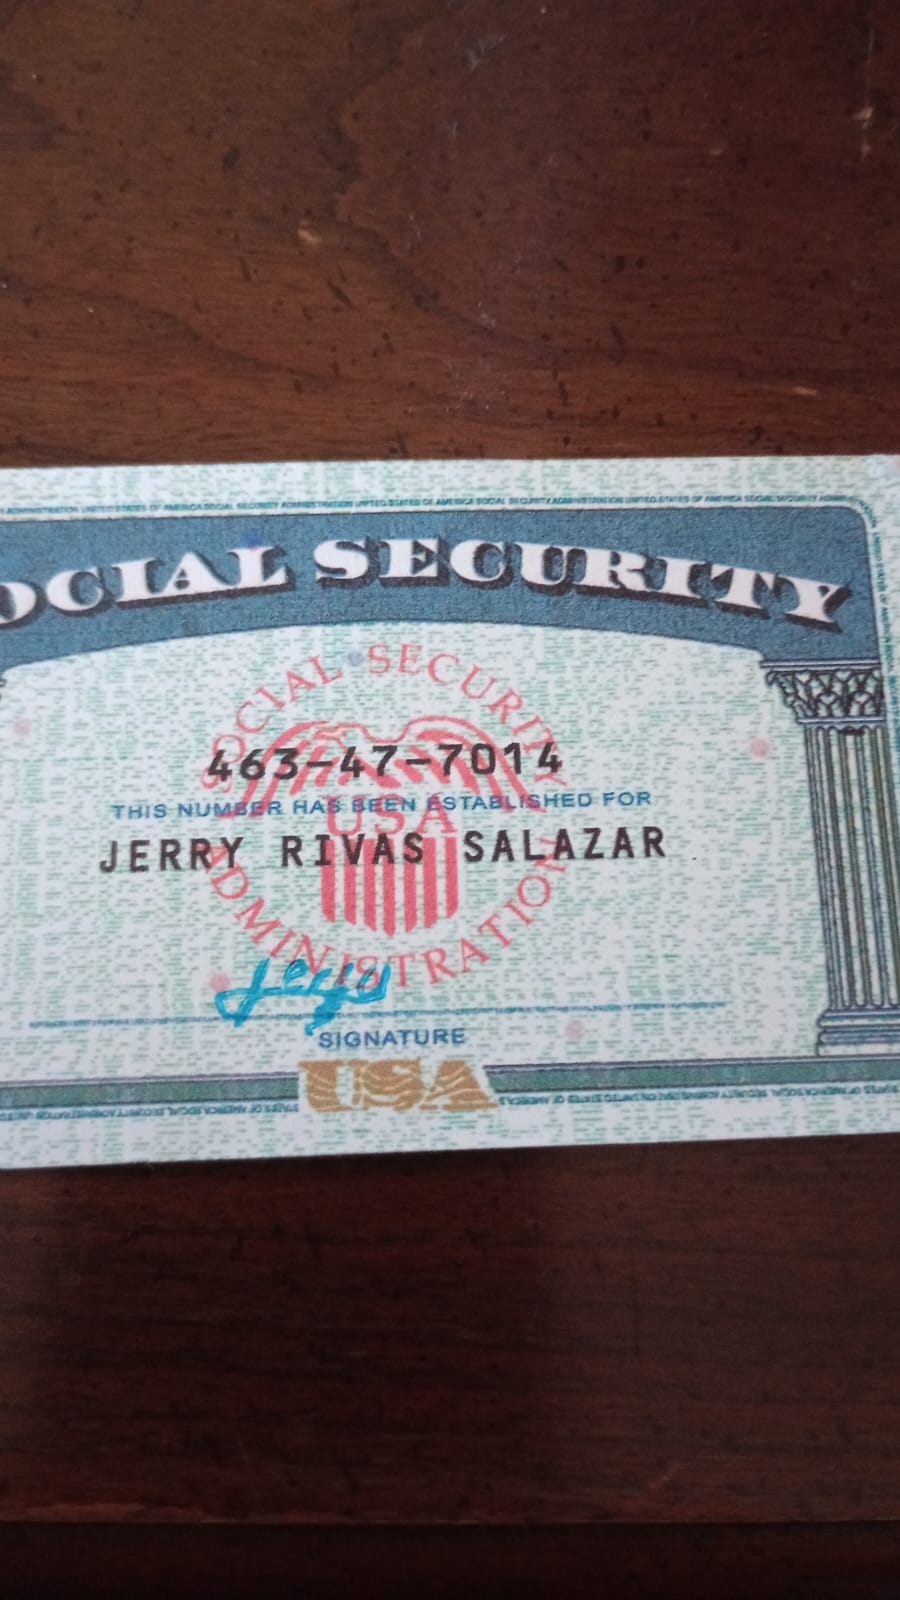 OCIAL SECURITY
SOCIAL SECURITY
463-47-7014
THIS NUMBER HAS BEEN ESTABLISHED FOR
USA
JERRY RIVAS SALAZAR
ADMINISTRATION
SIGNATURE
USA